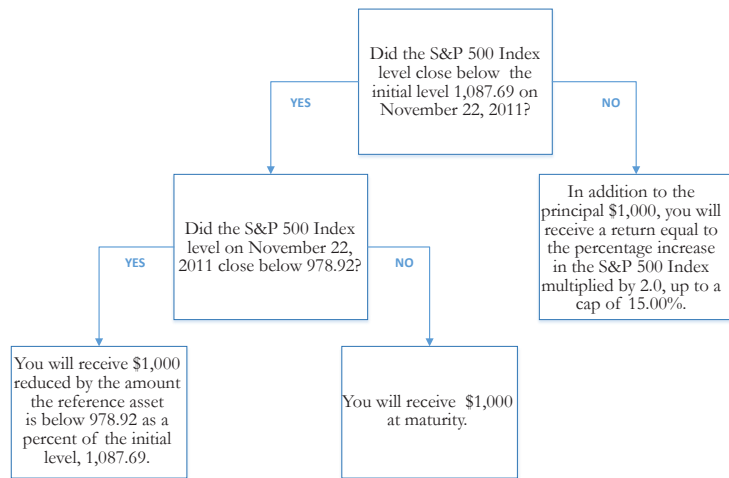 Did the S&P 500 Index
level close below the
initial level 1,087.69 on
November 22, 2011?
YES
NO
Did the S&P 500 Index
level on November 22,
2011 close below 978.92?
In addition to the
principal $1,000, you will
receive a return equal to
the percentage increase
in the S&P 500 Index
multiplied by 2.0, up to a
cap of 15.00%.
YES
NO
You will receive $1,000
reduced by the amount
the reference asset
is below 978.92 as a
percent of the initial
level, 1,087.69.
You will receive $1,000
at maturity.